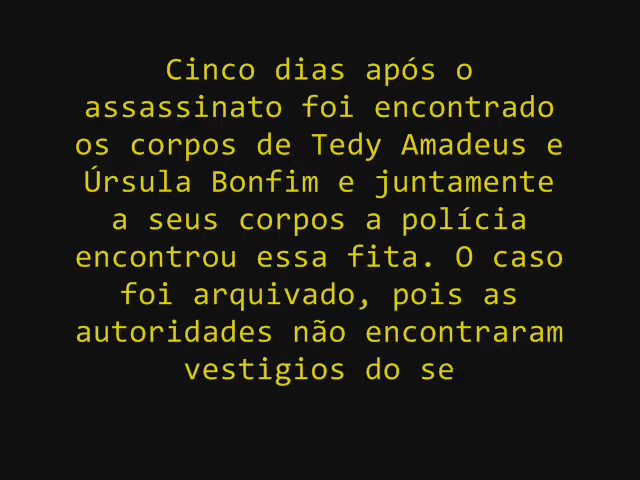 Cinco dias após o
assassinato foi encontrado
os corpos de Tedy Amadeus e
Úrsula Bonfim e juntamente
a seus corpos a polícia
encontrou essa fita. O caso
foi arquivado, pois as
autoridades não encontraram
vestigios do se